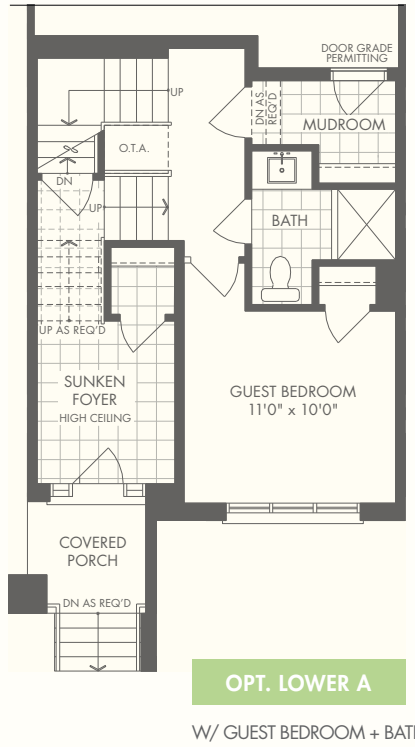 DOOR GRADE
PERMITTING
UP
DN AS
REQ'D
MUDROOM
O.T.A.
DN
UP
BATH
UP AS REQ'D
SUNKEN
FOYER
HIGH CEILING
GUEST BEDROOM
11'0" x 10'0"
COVERED
PORCH
DN AS REQ'D
OPT. LOWER A
W/ GUEST BEDROOM + BATH